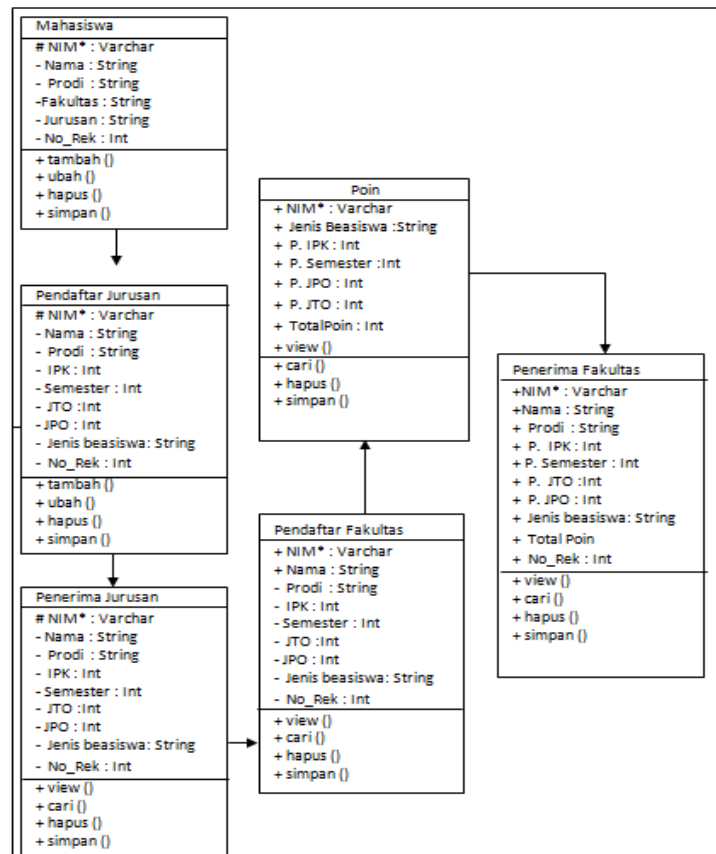 Mahasiswa
# NIM* : Varchar
- Nama : String
- Prodi : String
-Fakultas : String
- Jurusan : String
- No_Rek : Int
+ tambah ()
+ ubah ()
+ hapus ()
+ simpan ()
Pendaftar Jurusan
# NIM* : Varchar
- Nama : String
- Prodi : String
- IPK : Int
- Semester : Int
- JTO :Int
- JPO : Int
- Jenis beasiswa: String
- No_Rek : Int
+ tambah ()
+ ubah ()
+ hapus ()
+ simpan ()
Penerima Jurusan
# NIM* : Varchar
- Nama : String
- Prodi : String
- IPK : Int
- Semester : Int
- JTO :Int
- JPO : Int
- Jenis beasiswa: String
- No_Rek : Int
+ view ()
+ cari ()
+ hapus ()
+ simpan ()
Pendaftar Fakultas
+ NIM* : Varchar
+ Nama : String
- Prodi : String
- IPK : Int
- Semester : Int
- JTO :Int
- JPO : Int
- Jenis beasiswa: String
- No_Rek : Int
+ view ()
+ cari ()
+ hapus ()
+ simpan ()
Poin
+ NIM* : Varchar
+ Jenis Beasiswa :String
+ P. IPK : Int
+ P. Semester :Int
+ P. JPO : Int
+ P. JTO : Int
+ TotalPoin : Int
+ view ()
+ cari ()
+ hapus ()
+ simpan ()
Penerima Fakultas
+NIM* : Varchar
+Nama : String
+ Prodi : String
+ P. IPK : Int
+ P. Semester : Int
+ P. JTO :Int
+ P. JPO : Int
+ Jenis beasiswa: String
+ Total Poin
+ No_Rek : Int
+ view ()
+ cari ()
+ hapus ()
+ simpan ()